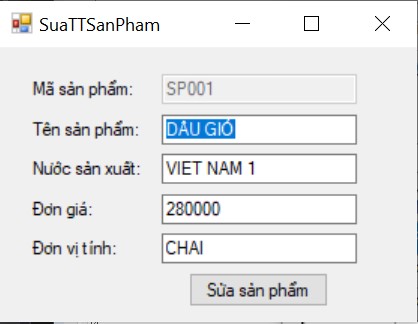 SuaTTSanPham
Mã sản phẩm: SP001
Tên sản phẩm: DẦU GIÓ
Nước sản xuất: VIET NAM 1
Đơn giá: 280000
Đơn vị tính: CHAI
Sửa sản phẩm